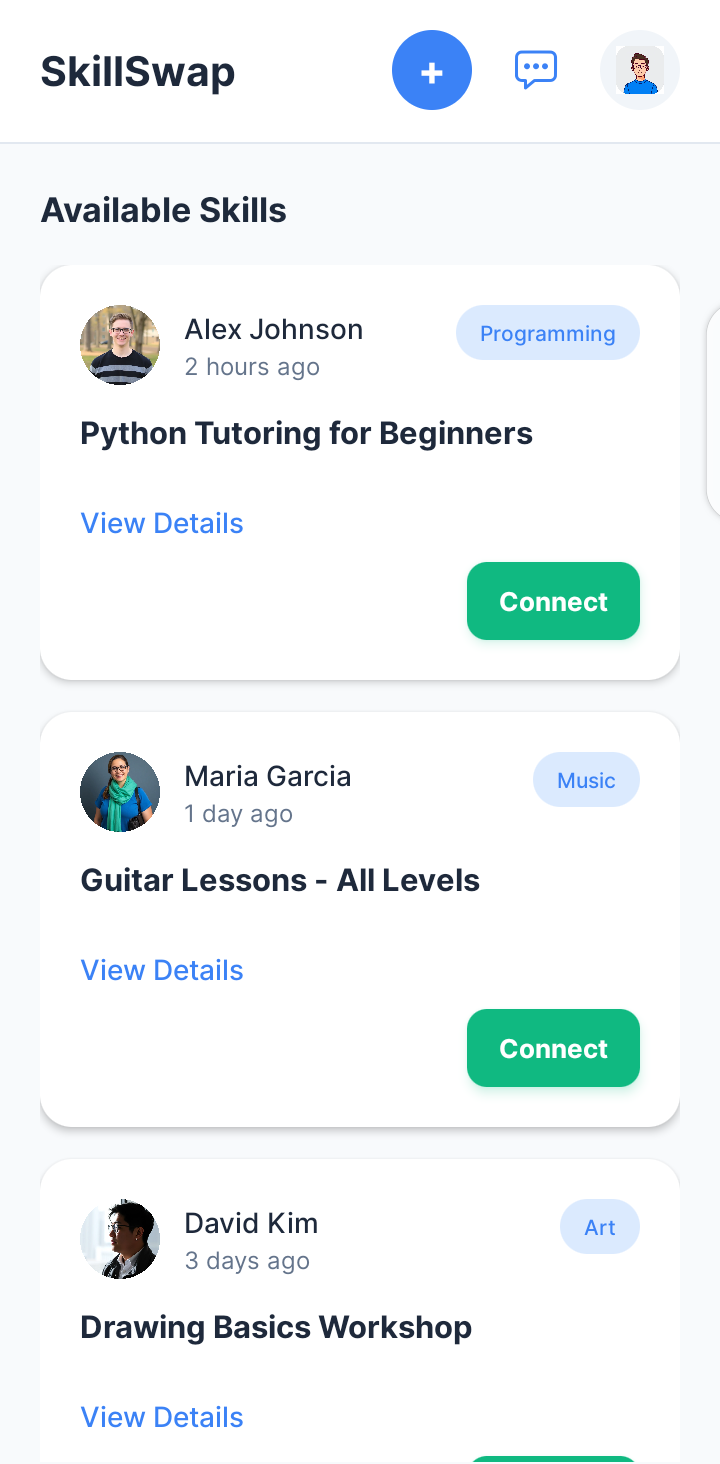 SkillSwap
+
Available Skills
Alex Johnson
2 hours ago
Programming
Python Tutoring for Beginners
View Details
Connect
Maria Garcia
1 day ago
Music
Guitar Lessons - All Levels
View Details
Connect
David Kim
3 days ago
Art
Drawing Basics Workshop
View Details